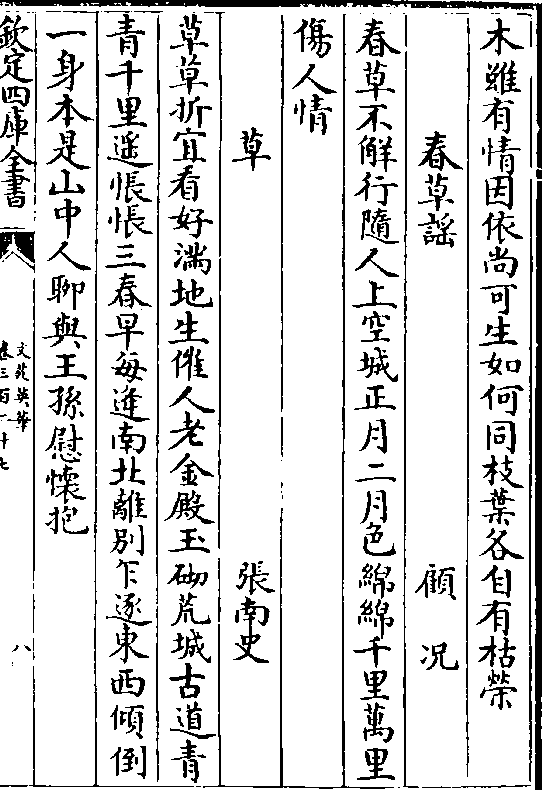 木雖有情因依尚可生如何同枝葉各自有枯榮
春草謡　顧况
春草不解行隨人上空城正月二月色綿綿千里萬里
傷人情
草　張南史
草草折宜看好滿地生催人老金殿玉砌荒城古道青
青千里遥悵悵三春早每逢南北離別乍逐東西傾倒
一身本是山中人聊與王孫慰懷抱
欽定四庫全書
文苑英華
卷三百二十七
八